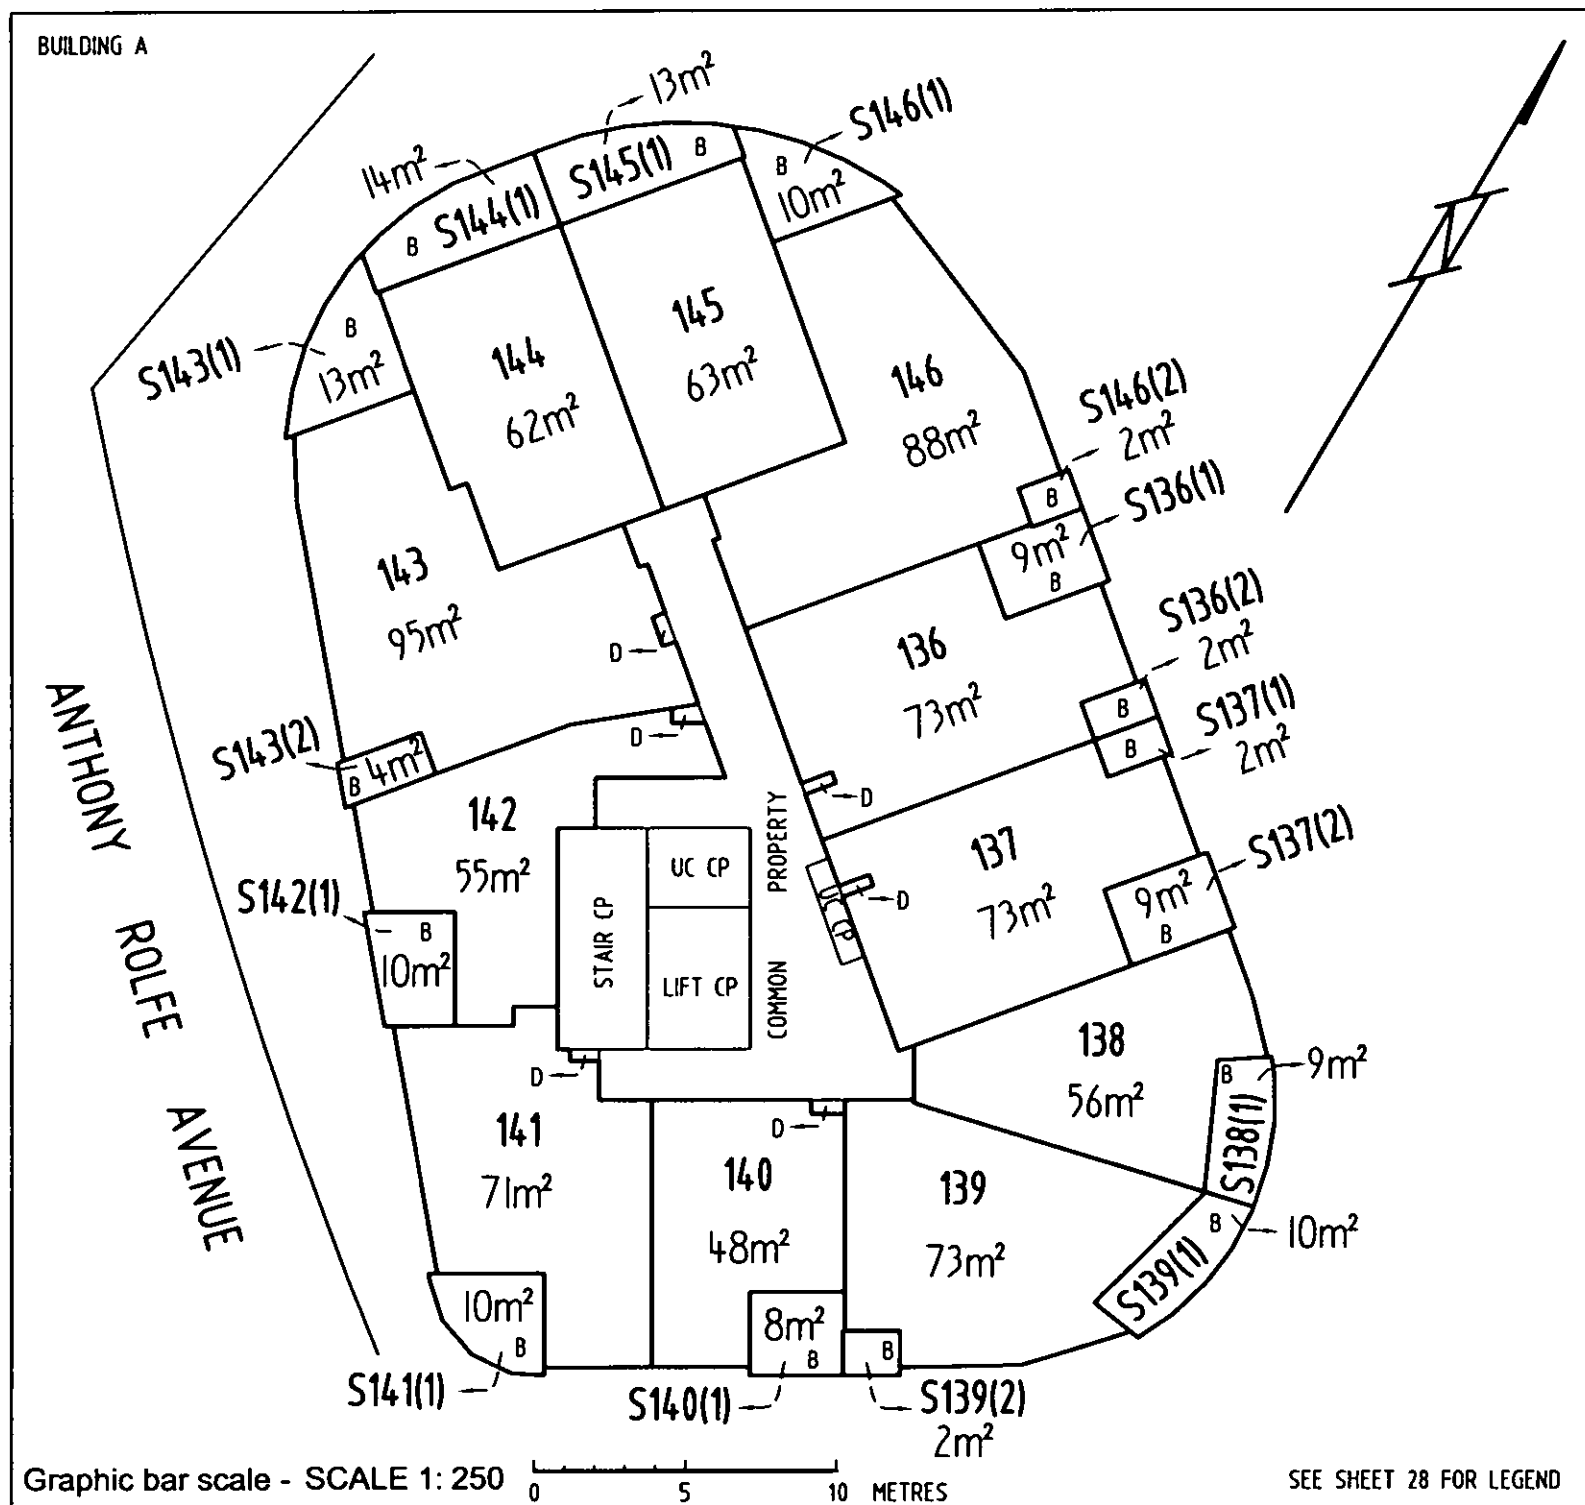 BUILDING A
13m²
S146(1)
14m²
S145(1)
B
B
10m²
S144(1)
B
S143(1)
B
13m²
145
63m²
144
62m²
146
88m²
S146(2)
2m²
B
S136(1)
9m²
B
143
95m²
D
136
73m²
S136(2)
2m²
B
S137(1)
2m²
B
S143(2)
4m²
B
D
D
142
55m²
S142(1)
B
10m²
STAIR CP
UC CP
LIFT CP
COMMON PROPERTY
UC CP
D
137
73m²
S137(2)
9m²
B
ANTHONY ROLFE AVENUE
D
138
56m²
B
9m²
S138(1)
141
71m²
D
140
48m²
139
73m²
B
10m²
S139(1)
10m²
B
S141(1)
8m²
B
S140(1)
B
S139(2)
2m²
Graphic bar scale - SCALE 1: 250
0 5 10 METRES
SEE SHEET 28 FOR LEGEND